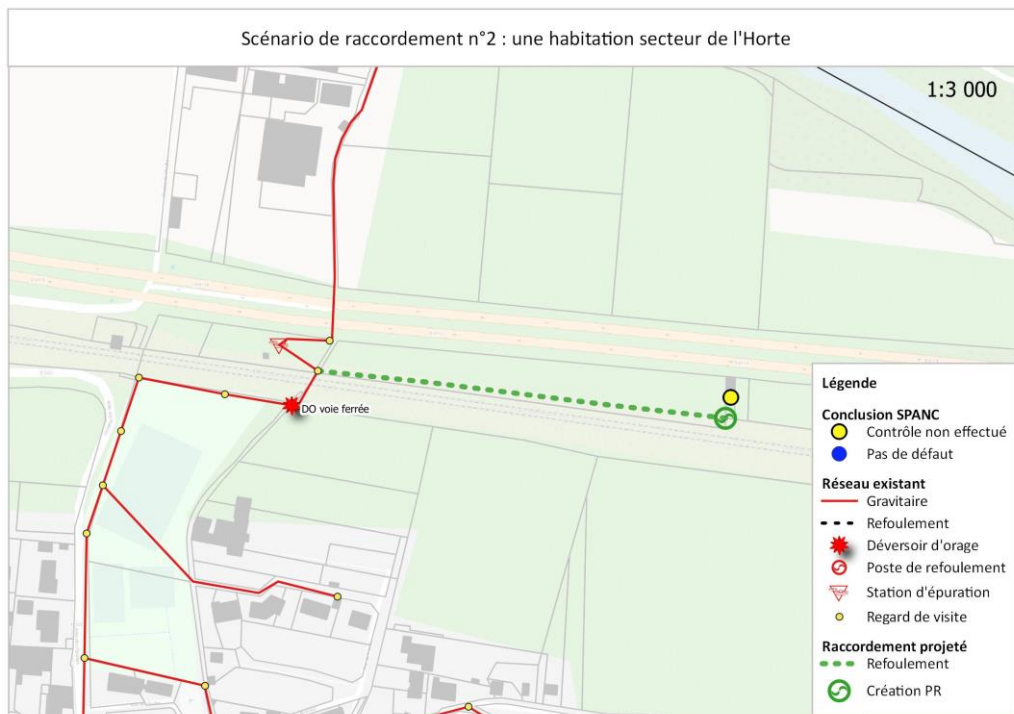 Scénario de raccordement n°2 : une habitation secteur de l'Horte
1:3 000
DO voie ferrée
Légende
Conclusion SPANC
Contrôle non effectué
Pas de défaut
Réseau existant
Gravitaire
Refoulement
Déversoir d'orage
Poste de refoulement
Station d'épuration
Regard de visite
Raccordement projeté
Refoulement
Création PR